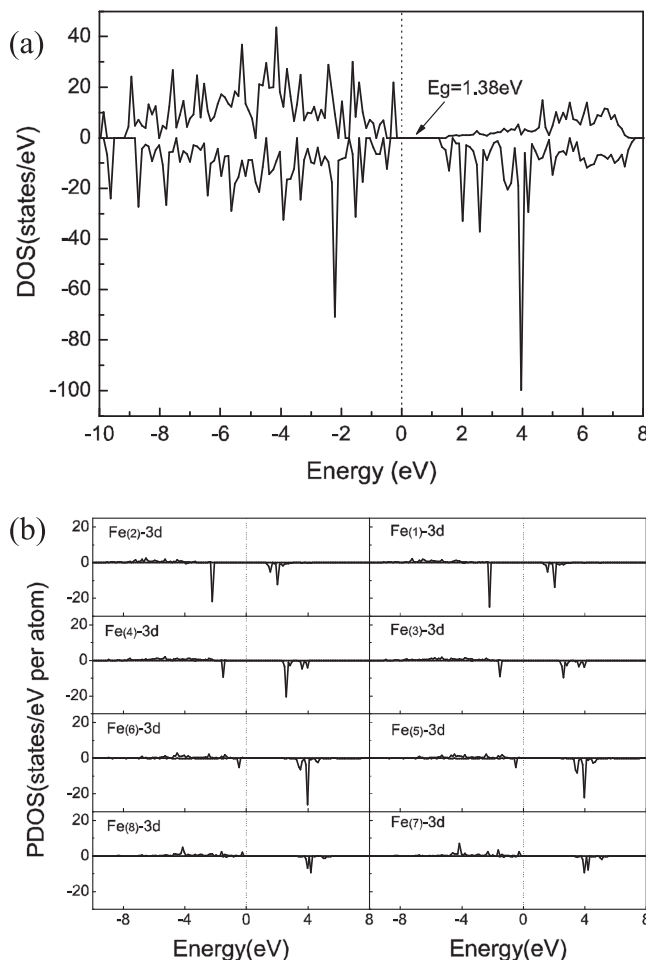 (a)
40
20
0
-20
-40
-60
-80
-100
DOS(states/eV)
Eg=1.38eV
-10 -8 -6 -4 -2 0 2 4 6 8
Energy (eV)
(b)
PDOS(states/eV per atom)
20 Fe(2)-3d Fe(1)-3d
0
-20
20 Fe(4)-3d Fe(3)-3d
0
-20
20 Fe(6)-3d Fe(5)-3d
0
-20
20 Fe(8)-3d Fe(7)-3d
0
-20
-8 -4 0 4 8 -8 -4 0 4 8
Energy(eV) Energy(eV)